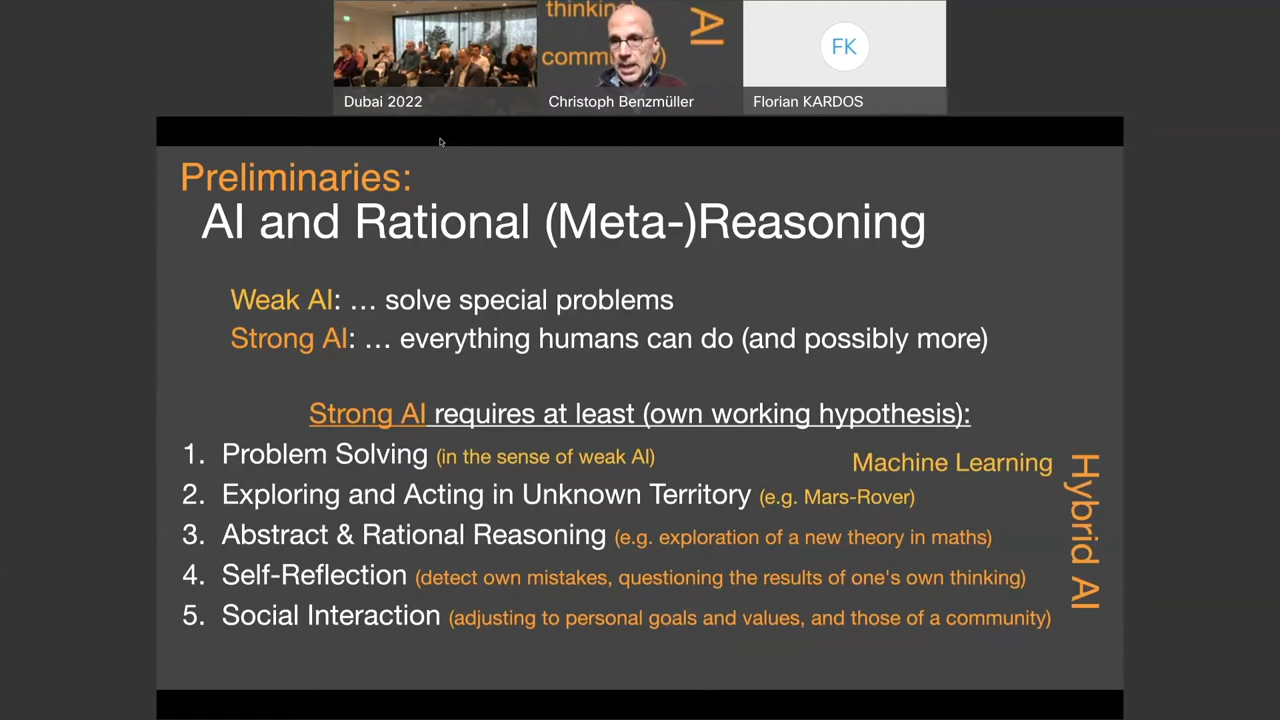 thinking)
community)
AI
FK
Dubai 2022
Christoph Benzmüller
Florian KARDOS
Preliminaries:
AI and Rational (Meta-)Reasoning
Weak AI: … solve special problems
Strong AI: … everything humans can do (and possibly more)
Strong AI requires at least (own working hypothesis):
1. Problem Solving (in the sense of weak AI)
Machine Learning
2. Exploring and Acting in Unknown Territory (e.g. Mars-Rover)
3. Abstract & Rational Reasoning (e.g. exploration of a new theory in maths)
4. Self-Reflection (detect own mistakes, questioning the results of one's own thinking)
5. Social Interaction (adjusting to personal goals and values, and those of a community)
Hybrid AI